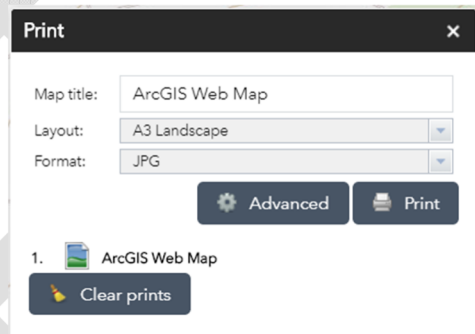 Print ×
Map title: ArcGIS Web Map
Layout: A3 Landscape
Format: JPG
Advanced Print
1. ArcGIS Web Map
Clear prints